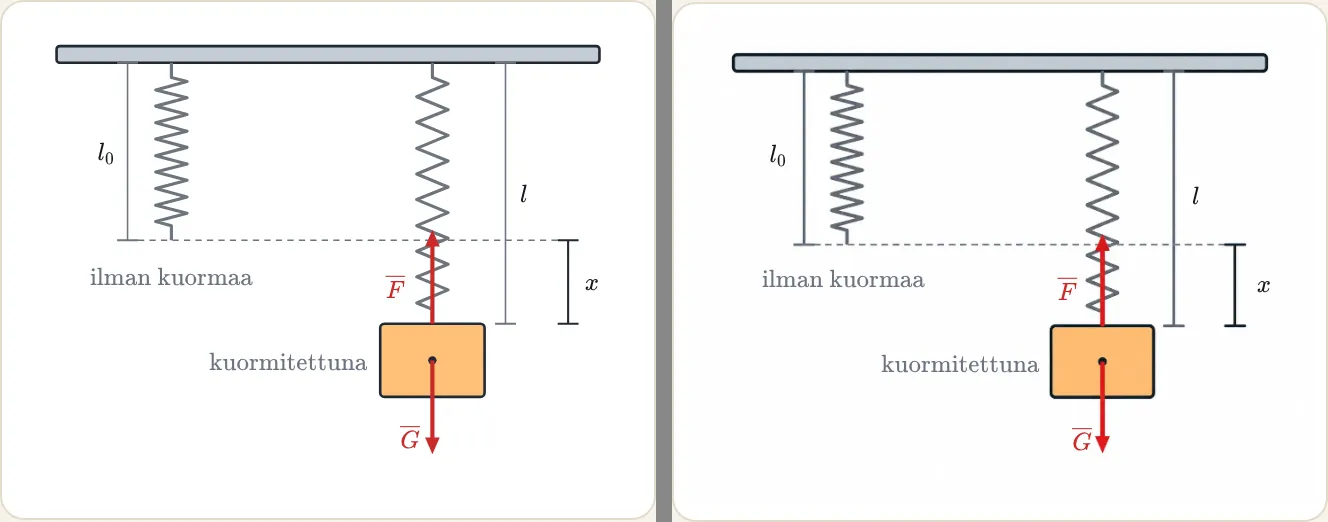 l₀
l
ilman kuormaa
F̅
x
kuormitettuna
G̅
l₀
l
ilman kuormaa
F̅
x
kuormitettuna
G̅